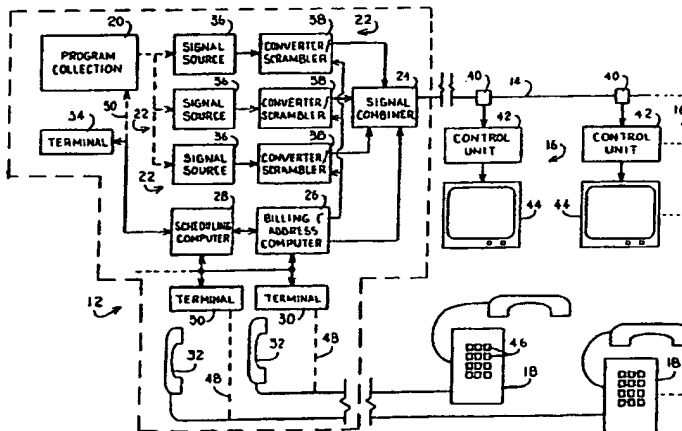 20
PROGRAM
COLLECTION
36
SIGNAL
SOURCE
38
CONVERTER/
SCRAMBLER
22
36
SIGNAL
SOURCE
38
CONVERTER/
SCRAMBLER
24
SIGNAL
COMBINER
34
TERMINAL
50
22
36
SIGNAL
SOURCE
38
CONVERTER/
SCRAMBLER
22
28
SCHEDULING
COMPUTER
26
BILLING &
ADDRESS
COMPUTER
40
14
40
16
42
CONTROL
UNIT
16
42
CONTROL
UNIT
44
44
12
TERMINAL
30
TERMINAL
30
32
48
32
48
46
18
18